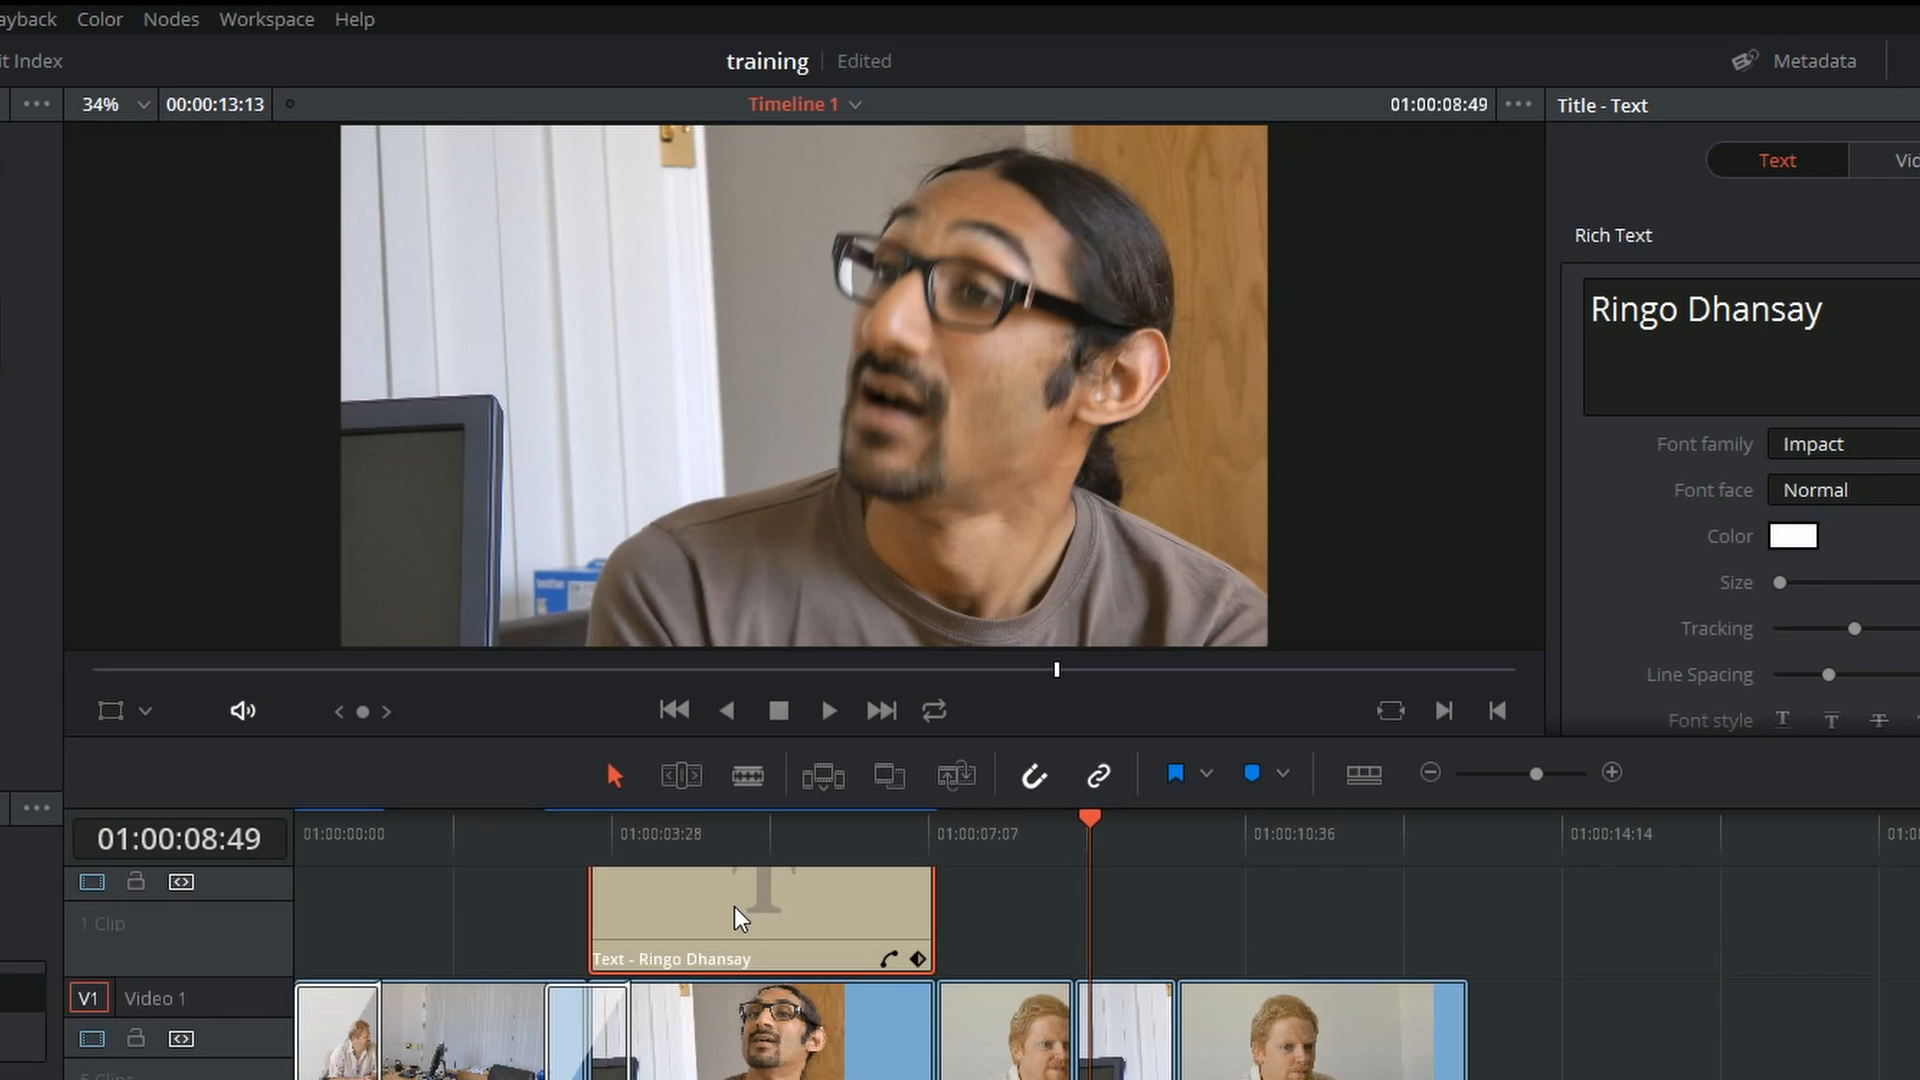 ayback Color Nodes Workspace Help
it Index
training Edited
Metadata
34% 00:00:13:13 Timeline 1 01:00:08:49 Title - Text
Text Vid
Rich Text
Ringo Dhansay
Font family Impact
Font face Normal
Color
Size
Tracking
Line Spacing
Font style
01:00:08:49
01:00:00:00 01:00:03:28 01:00:07:07 01:00:10:36 01:00:14:14 01:0
1 Clip
Text - Ringo Dhansay
V1 Video 1